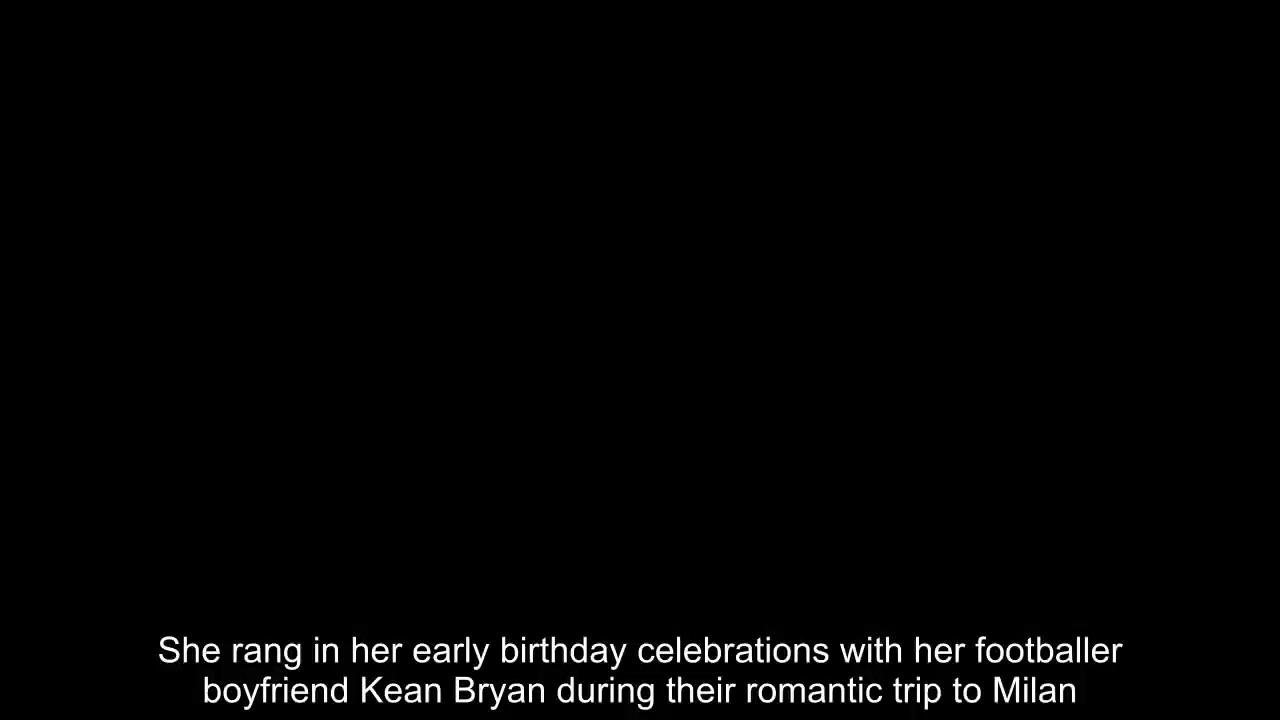 She rang in her early birthday celebrations with her footballer
boyfriend Kean Bryan during their romantic trip to Milan